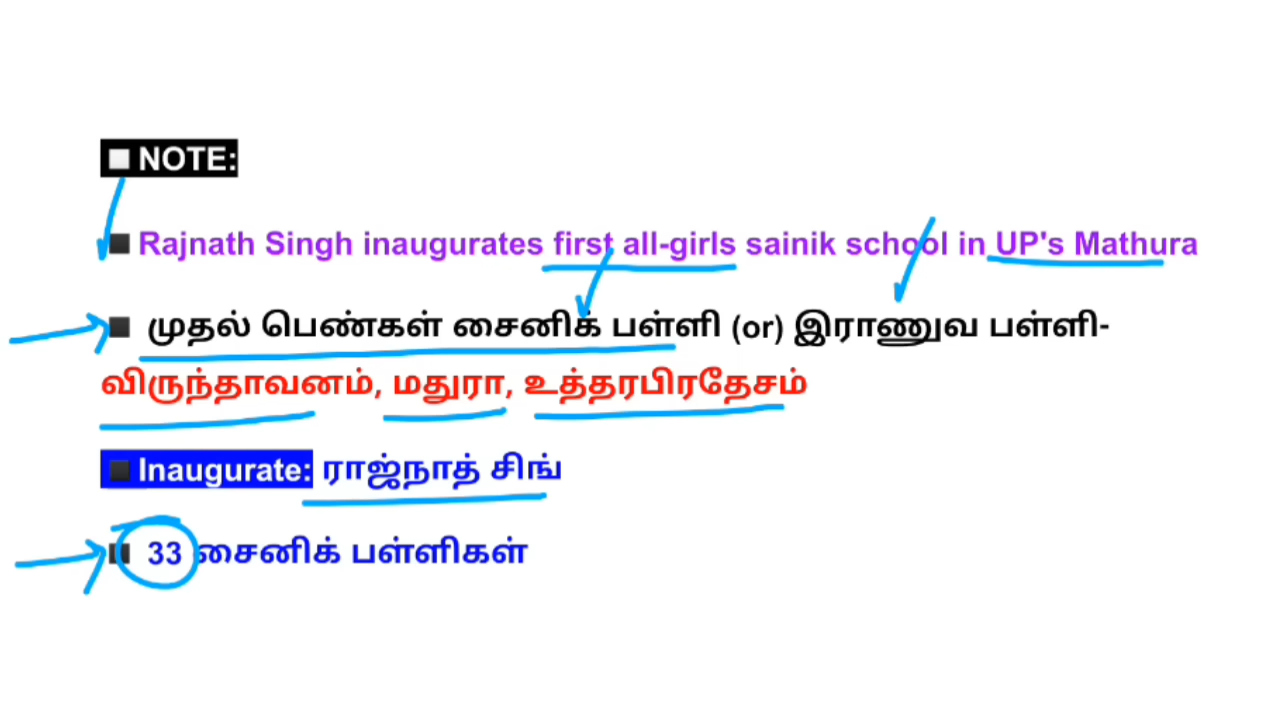 NOTE:
Rajnath Singh inaugurates first all-girls sainik school in UP's Mathura
முதல் பெண்கள் சைனிக் பள்ளி (or) இராணுவ பள்ளி-
விருந்தாவனம், மதுரா, உத்தரபிரதேசம்
Inaugurate: ராஜ்நாத் சிங்
33 சைனிக் பள்ளிகள்